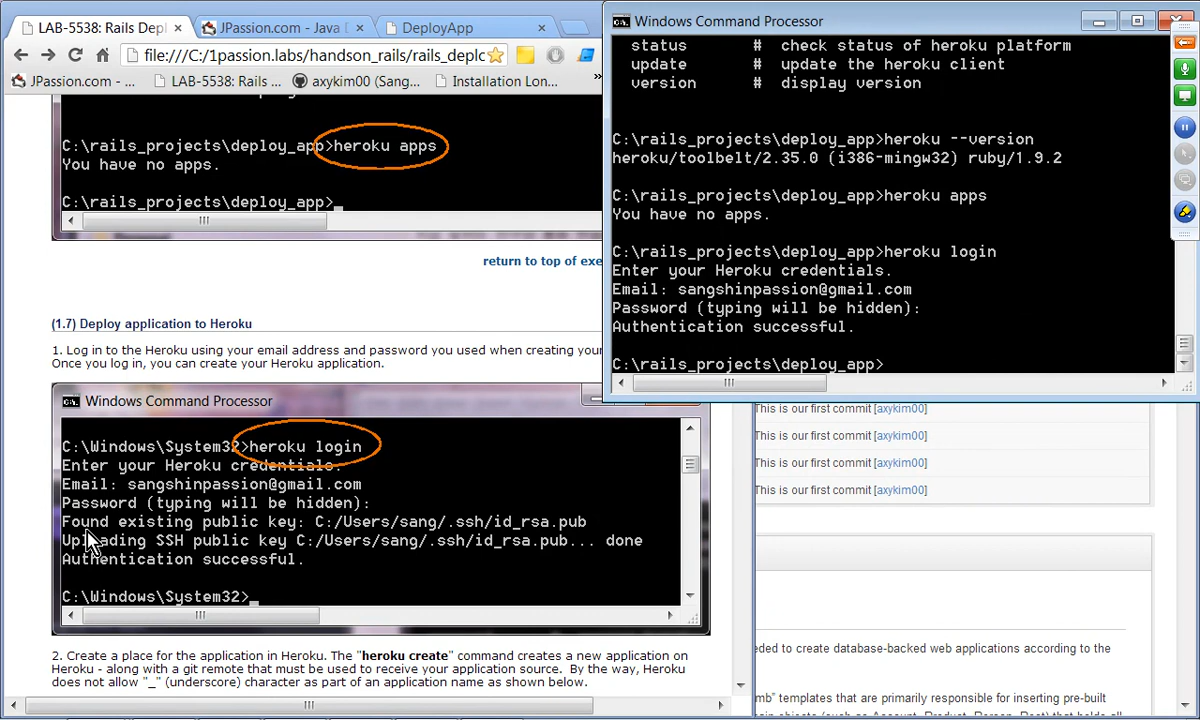 LAB-5538: Rails Depl
JPassion.com - Java D
DeployApp
file:///C:/1passion.labs/handson_rails/rails_deplo
JPassion.com - ...
LAB-5538: Rails ...
axykim00 (Sang...
Installation Lon...
»
C:\rails_projects\deploy_app>heroku apps
You have no apps.
C:\rails_projects\deploy_app>_
return to top of exe
(1.7) Deploy application to Heroku
1. Log in to the Heroku using your email address and password you used when creating your
Once you log in, you can create your Heroku application.
Windows Command Processor
C:\Windows\System32>heroku login
Enter your Heroku credentials.
Email: sangshinpassion@gmail.com
Password (typing will be hidden):
Found existing public key: C:/Users/sang/.ssh/id_rsa.pub
Uploading SSH public key C:/Users/sang/.ssh/id_rsa.pub... done
Authentication successful.
C:\Windows\System32>_
2. Create a place for the application in Heroku. The "heroku create" command creates a new application on
Heroku - along with a git remote that must be used to receive your application source. By the way, Heroku
does not allow "_" (underscore) character as part of an application name as shown below.
Windows Command Processor
status # check status of heroku platform
update # update the heroku client
version # display version
C:\rails_projects\deploy_app>heroku --version
heroku/toolbelt/2.35.0 (i386-mingw32) ruby/1.9.2
C:\rails_projects\deploy_app>heroku apps
You have no apps.
C:\rails_projects\deploy_app>heroku login
Enter your Heroku credentials.
Email: sangshinpassion@gmail.com
Password (typing will be hidden):
Authentication successful.
C:\rails_projects\deploy_app>
This is our first commit [axykim00]
This is our first commit [axykim00]
This is our first commit [axykim00]
This is our first commit [axykim00]
eded to create database-backed web applications according to the
mb" templates that are primarily responsible for inserting pre-built